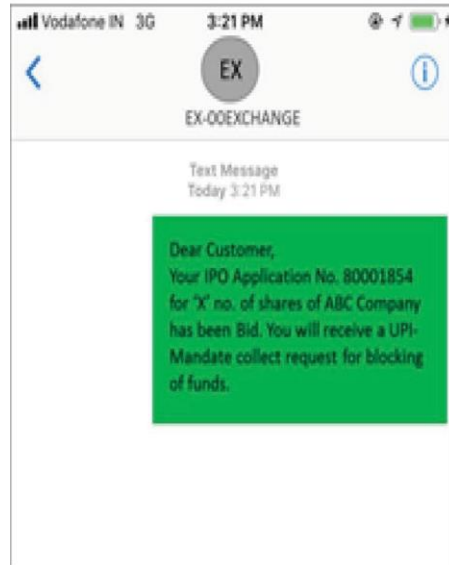 Vodafone IN 3G 3:21 PM
EX
EX-00EXCHANGE
Text Message
Today 3:21 PM
Dear Customer,
Your IPO Application No. 80001854
for 'X' no. of shares of ABC Company
has been Bid. You will receive a UPI-
Mandate collect request for blocking
of funds.